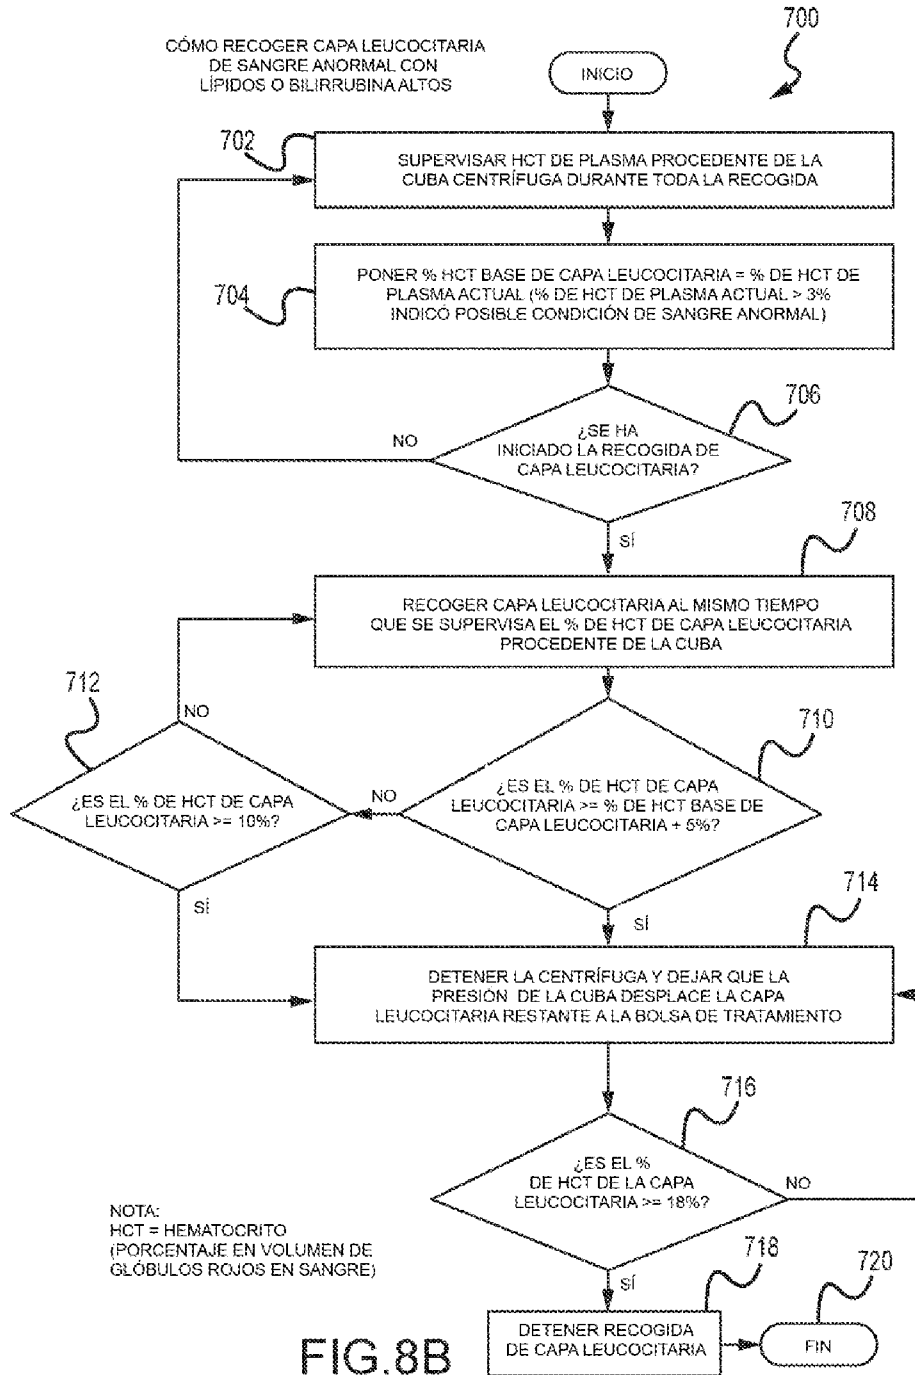 700
CÓMO RECOGER CAPA LEUCOCITARIA
DE SANGRE ANORMAL CON
LÍPIDOS O BILIRRUBINA ALTOS
INICIO
702
SUPERVISAR HCT DE PLASMA PROCEDENTE DE LA
CUBA CENTRÍFUGA DURANTE TODA LA RECOGIDA
704
PONER % HCT BASE DE CAPA LEUCOCITARIA = % DE HCT DE
PLASMA ACTUAL (% DE HCT DE PLASMA ACTUAL > 3%
INDICÓ POSIBLE CONDICIÓN DE SANGRE ANORMAL)
706
NO
¿SE HA
INICIADO LA RECOGIDA DE
CAPA LEUCOCITARIA?
SÍ
708
RECOGER CAPA LEUCOCITARIA AL MISMO TIEMPO
QUE SE SUPERVISA EL % DE HCT DE CAPA LEUCOCITARIA
PROCEDENTE DE LA CUBA
712
NO
710
¿ES EL % DE HCT DE CAPA
LEUCOCITARIA >= 10%?
NO
¿ES EL % DE HCT DE CAPA
LEUCOCITARIA >= % DE HCT BASE DE
CAPA LEUCOCITARIA + 5%?
SÍ
SÍ
714
DETENER LA CENTRÍFUGA Y DEJAR QUE LA
PRESIÓN DE LA CUBA DESPLACE LA CAPA
LEUCOCITARIA RESTANTE A LA BOLSA DE TRATAMIENTO
716
¿ES EL %
DE HCT DE LA CAPA
LEUCOCITARIA >= 18%?
NO
NOTA:
HCT = HEMATOCRITO
(PORCENTAJE EN VOLUMEN DE
GLÓBULOS ROJOS EN SANGRE)
SÍ
718
720
DETENER RECOGIDA
DE CAPA LEUCOCITARIA
FIN
FIG.8B